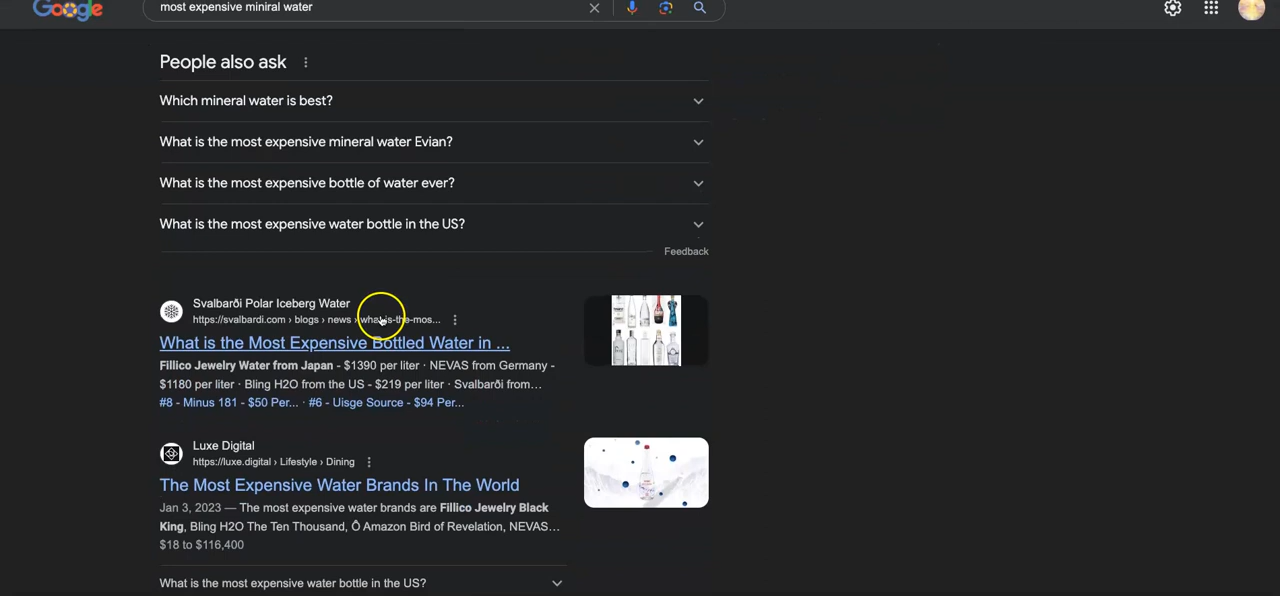 Google
most expensive miniral water
People also ask
Which mineral water is best?
What is the most expensive mineral water Evian?
What is the most expensive bottle of water ever?
What is the most expensive water bottle in the US?
Feedback
Svalbarði Polar Iceberg Water
https://svalbardi.com › blogs › news › what-is-the-mos...
What is the Most Expensive Bottled Water in ...
Fillico Jewelry Water from Japan - $1390 per liter · NEVAS from Germany -
$1180 per liter · Bling H2O from the US - $219 per liter · Svalbarði from...
#8 - Minus 181 - $50 Per... · #6 - Uisge Source - $94 Per...
Luxe Digital
https://luxe.digital › Lifestyle › Dining
The Most Expensive Water Brands In The World
Jan 3, 2023 — The most expensive water brands are Fillico Jewelry Black
King, Bling H2O The Ten Thousand, Ô Amazon Bird of Revelation, NEVAS...
$18 to $116,400
What is the most expensive water bottle in the US?